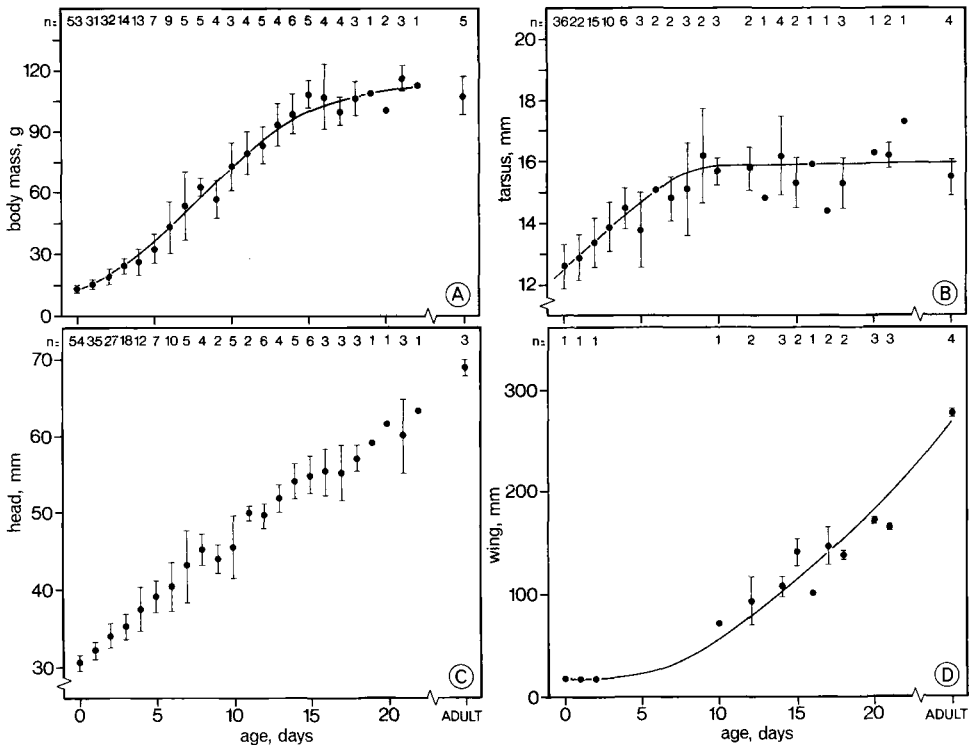 n= 53 31 32 14 13 7 9 5 5 3 4 4 5 4 4 5 4 4 3 1 2 3 1 5
120
90
60
30
0
body mass, g
A
n= 36 22 15 10 6 3 2 2 3 2 3 2 1 4 2 1 1 3 1 2 1 4
20
18
16
14
12
tarsus, mm
B
n= 54 35 27 18 12 7 10 5 4 2 5 2 6 4 5 6 3 3 3 1 1 3 1 3
70
60
50
40
30
head, mm
C
0 5 10 15 20 ADULT
age, days
n= 1 1 1 1 2 3 2 1 2 2 3 3 4
300
200
100
0
wing, mm
D
0 5 10 15 20 ADULT
age, days